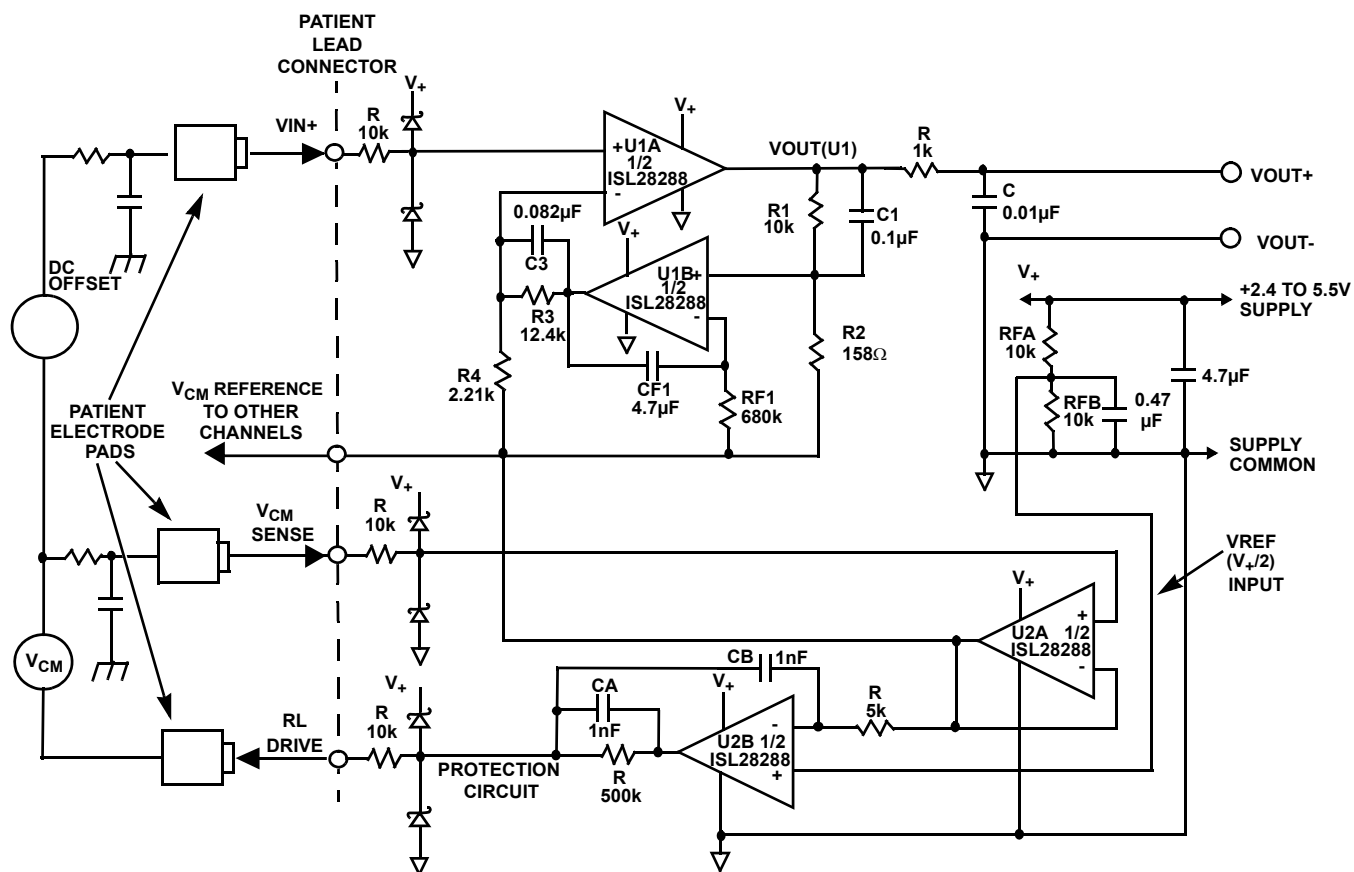 PATIENT
LEAD
CONNECTOR
VIN+
R
10k
V+
+U1A
1/2
ISL28288
-
V+
VOUT(U1)
R
1k
VOUT+
C
0.01µF
VOUT-
R1
10k
C1
0.1µF
0.082µF
C3
V+
U1B +
1/2
ISL28288
-
R3
12.4k
R4
2.21k
CF1
4.7µF
RF1
680k
R2
158Ω
V+
+2.4 TO 5.5V
SUPPLY
RFA
10k
RFB
10k
0.47
µF
4.7µF
SUPPLY
COMMON
DC
OFFSET
VCM REFERENCE
TO OTHER
CHANNELS
PATIENT
ELECTRODE
PADS
VCM
SENSE
R
10k
V+
VREF
(V+/2)
INPUT
V+
+
U2A 1/2
ISL28288
-
VCM
RL
DRIVE
R
10k
V+
PROTECTION
CIRCUIT
CB
1nF
CA
1nF
R
500k
V+
-
U2B 1/2
ISL28288
+
R
5k